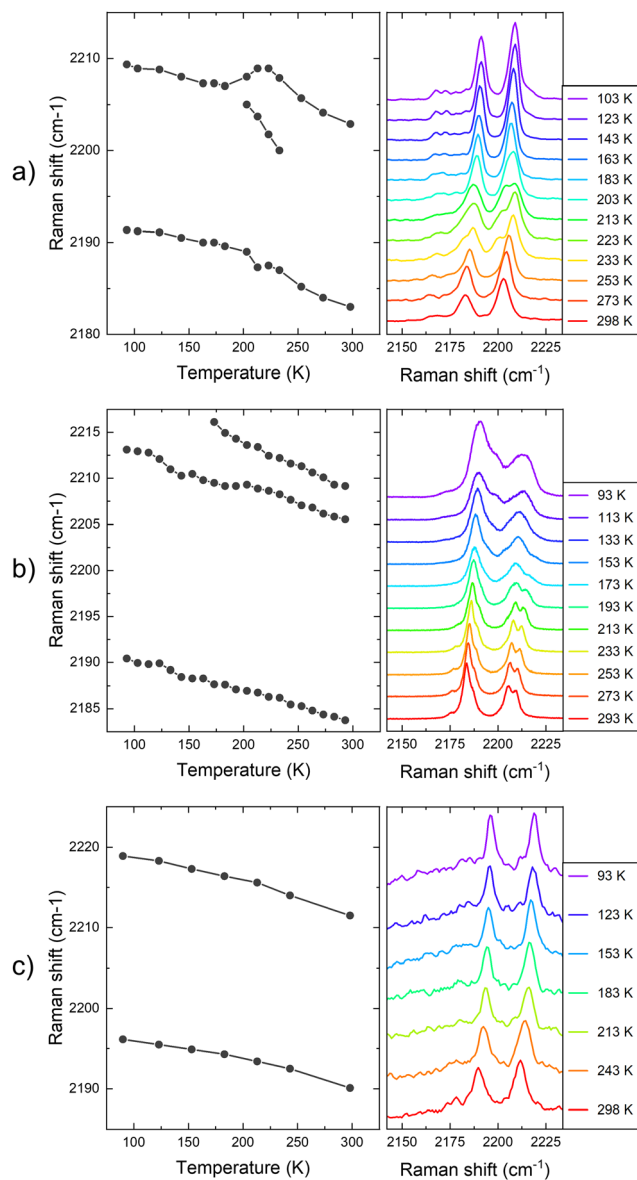 a)
Raman shift (cm-1)
2210
2200
2190
2180
100 150 200 250 300
Temperature (K)
2150 2175 2200 2225
Raman shift (cm-1)
103 K
123 K
143 K
163 K
183 K
203 K
213 K
223 K
233 K
253 K
273 K
298 K
b)
Raman shift (cm-1)
2215
2210
2205
2200
2195
2190
2185
100 150 200 250 300
Temperature (K)
2150 2175 2200 2225
Raman shift (cm-1)
93 K
113 K
133 K
153 K
173 K
193 K
213 K
233 K
253 K
273 K
293 K
c)
Raman shift (cm-1)
2220
2210
2200
2190
100 150 200 250 300
Temperature (K)
2150 2175 2200 2225
Raman shift (cm-1)
93 K
123 K
153 K
183 K
213 K
243 K
298 K